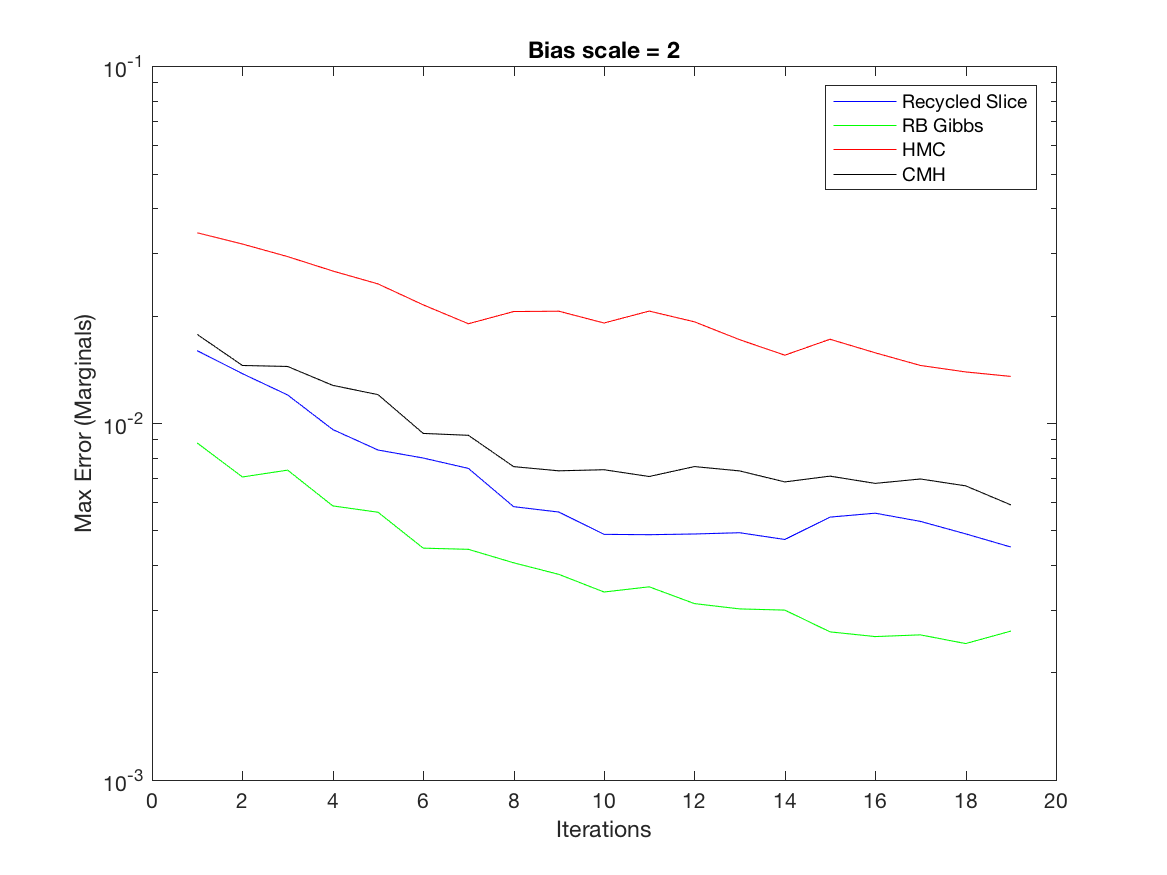 Bias scale = 2
10-1
Recycled Slice
RB Gibbs
HMC
CMH
Max Error (Marginals)
10-2
10-3
0 2 4 6 8 10 12 14 16 18 20
Iterations